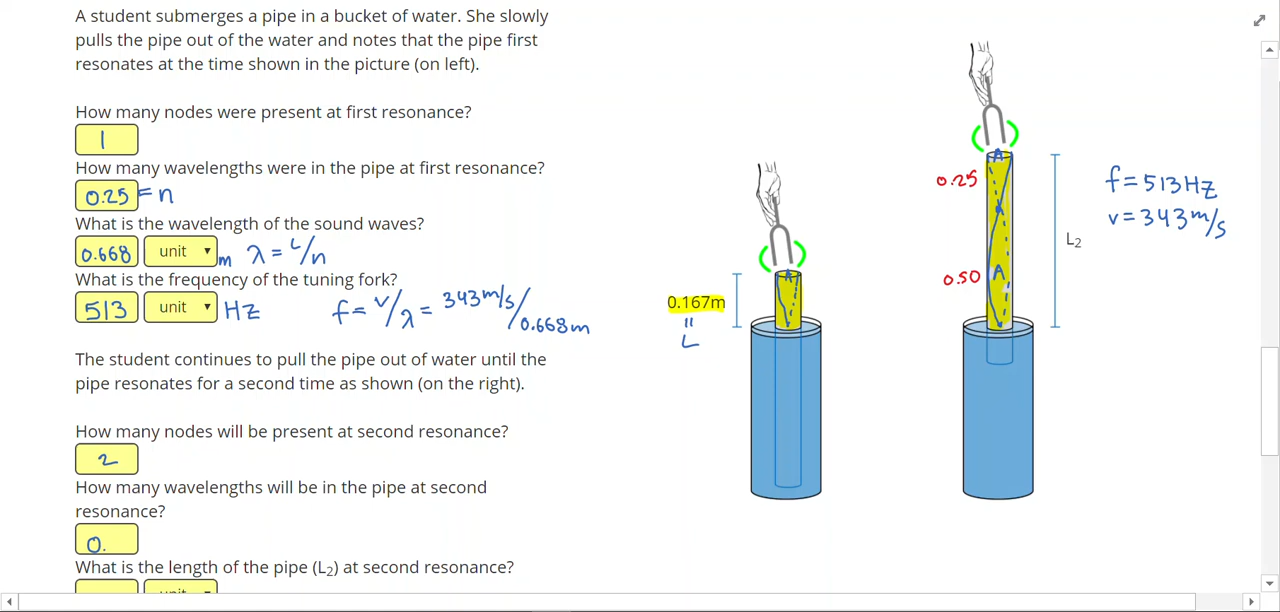 A student submerges a pipe in a bucket of water. She slowly
pulls the pipe out of the water and notes that the pipe first
resonates at the time shown in the picture (on left).
How many nodes were present at first resonance?
1
How many wavelengths were in the pipe at first resonance?
0.25 = n
What is the wavelength of the sound waves?
0.668 unit m λ = L/n
What is the frequency of the tuning fork?
513 unit Hz f = v/λ = 343 m/s / 0.668 m
The student continues to pull the pipe out of water until the
pipe resonates for a second time as shown (on the right).
How many nodes will be present at second resonance?
2
How many wavelengths will be in the pipe at second
resonance?
0.
What is the length of the pipe (L₂) at second resonance?
unit
0.167m
=
L
A
A
0.25
A
0.50 A
L₂
f = 513 Hz
v = 343 m/s